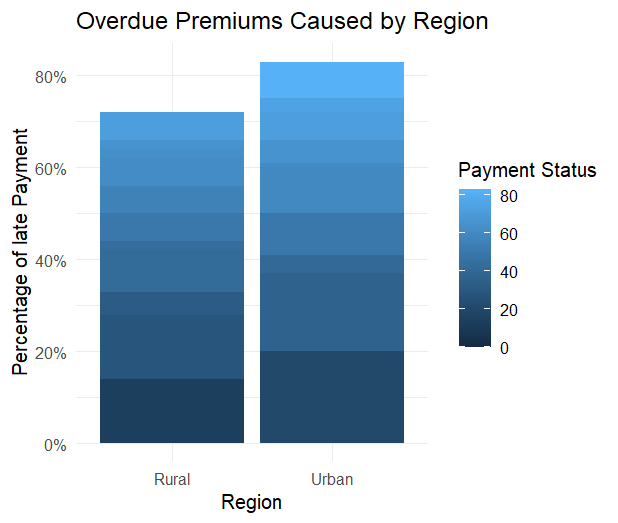 Overdue Premiums Caused by Region
Percentage of late Payment
80%
60%
40%
20%
0%
Rural
Urban
Region
Payment Status
80
60
40
20
0